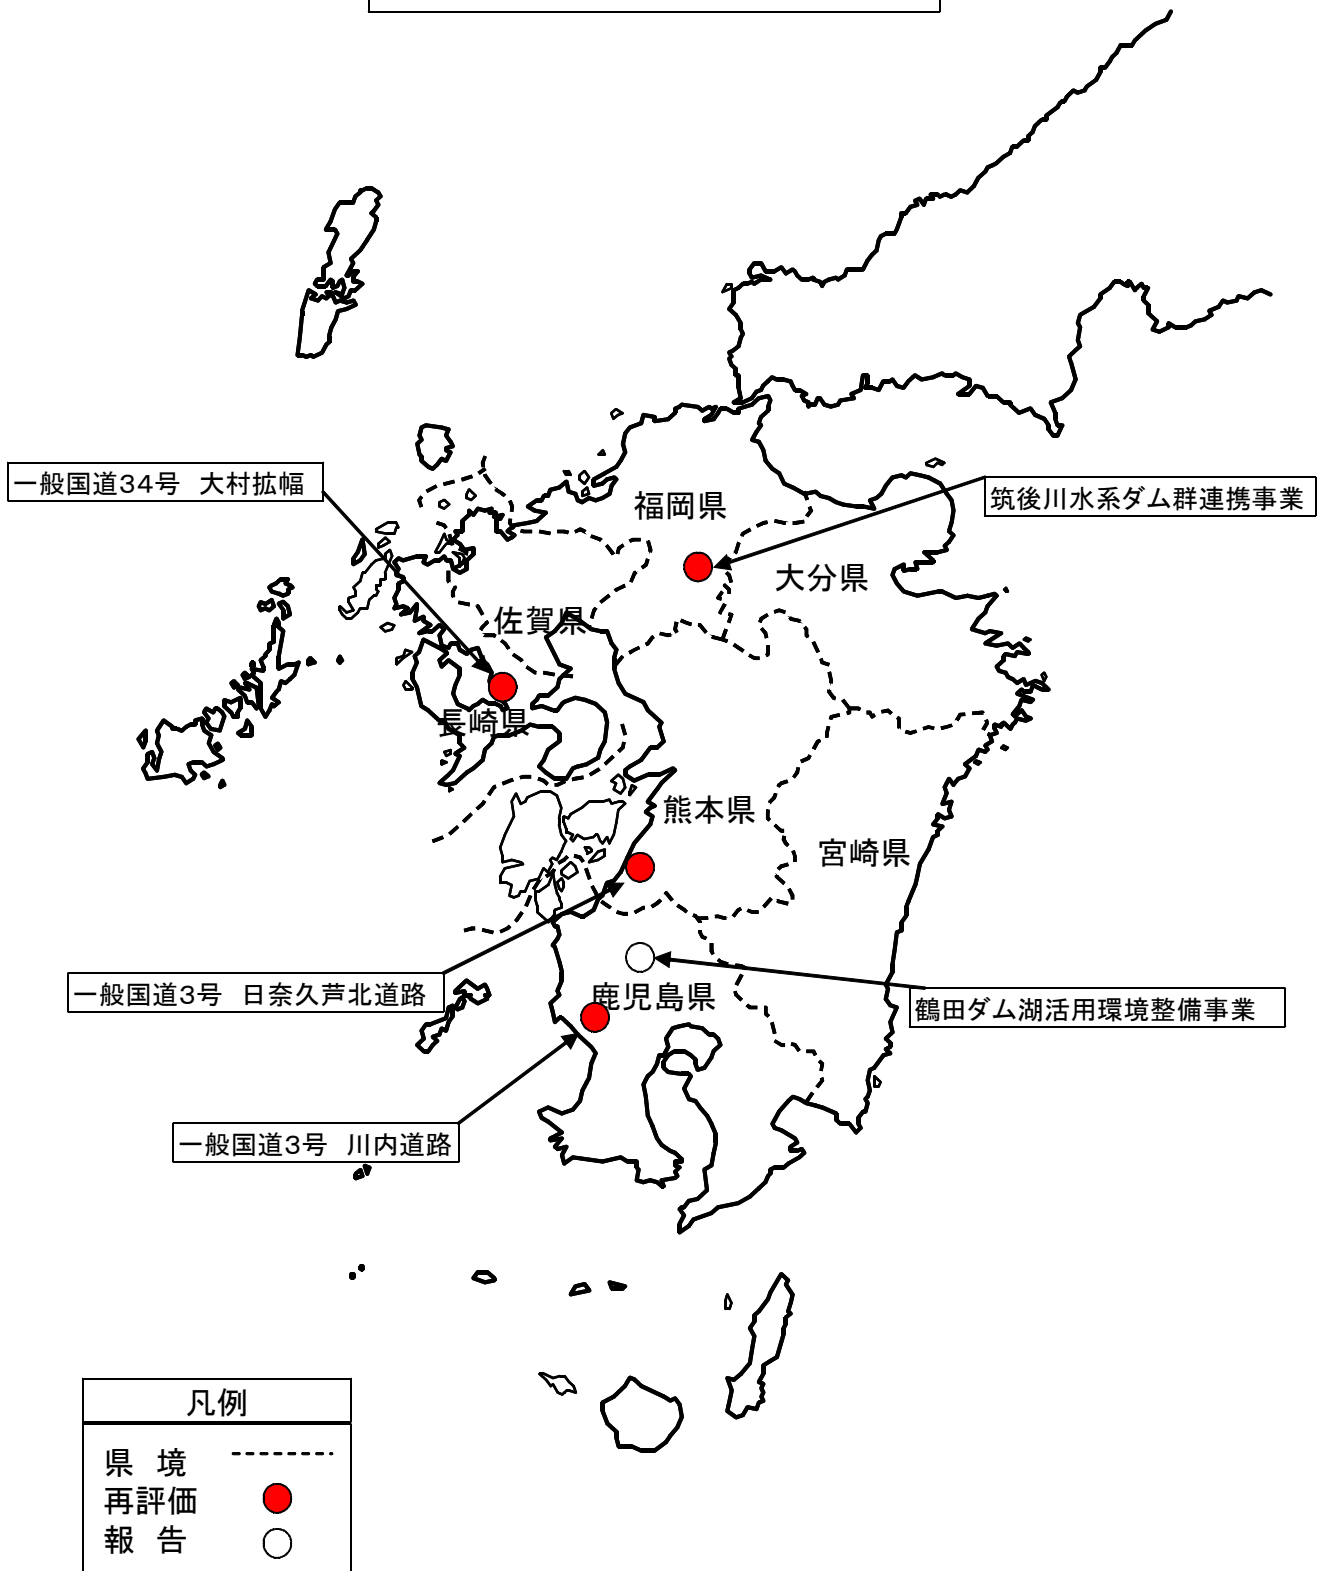 一般国道34号　大村拡幅
福岡県
筑後川水系ダム群連携事業
大分県
佐賀県
長崎県
熊本県
宮崎県
一般国道3号　日奈久芦北道路
鹿児島県
鶴田ダム湖活用環境整備事業
一般国道3号　川内道路
凡例
県　境
再評価
報　告